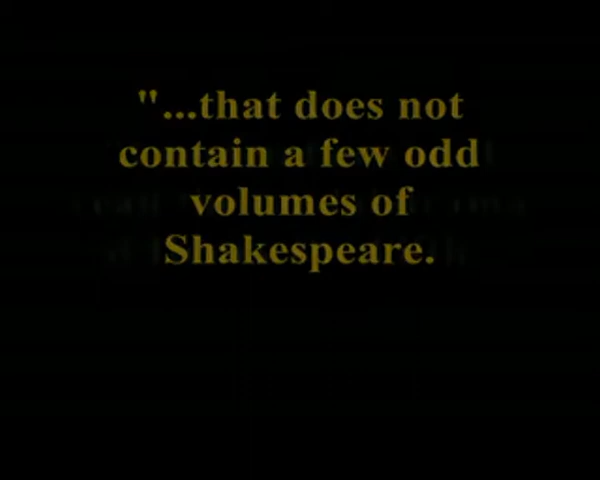 "...that does not
contain a few odd
volumes of
Shakespeare.